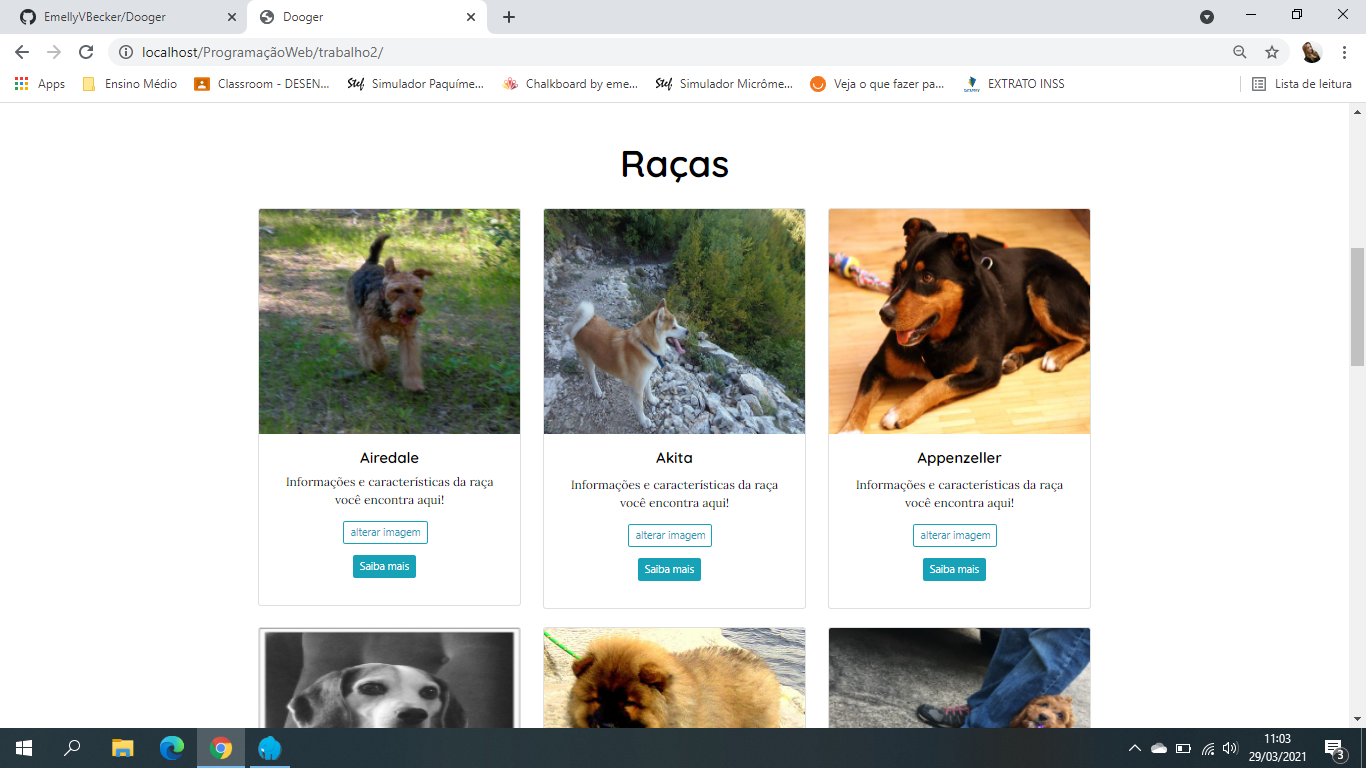 EmellyVBecker/Dooger
Dooger
localhost/ProgramaçãoWeb/trabalho2/
Apps
Ensino Médio
Classroom - DESEN...
Stef
Simulador Paquíme...
Chalkboard by eme...
Stef
Simulador Micrôme...
Veja o que fazer pa...
EXTRATO INSS
Lista de leitura
Raças
Airedale
Informações e características da raça
você encontra aqui!
alterar imagem
Saiba mais
Akita
Informações e características da raça
você encontra aqui!
alterar imagem
Saiba mais
Appenzeller
Informações e características da raça
você encontra aqui!
alterar imagem
Saiba mais
11:03
29/03/2021
3